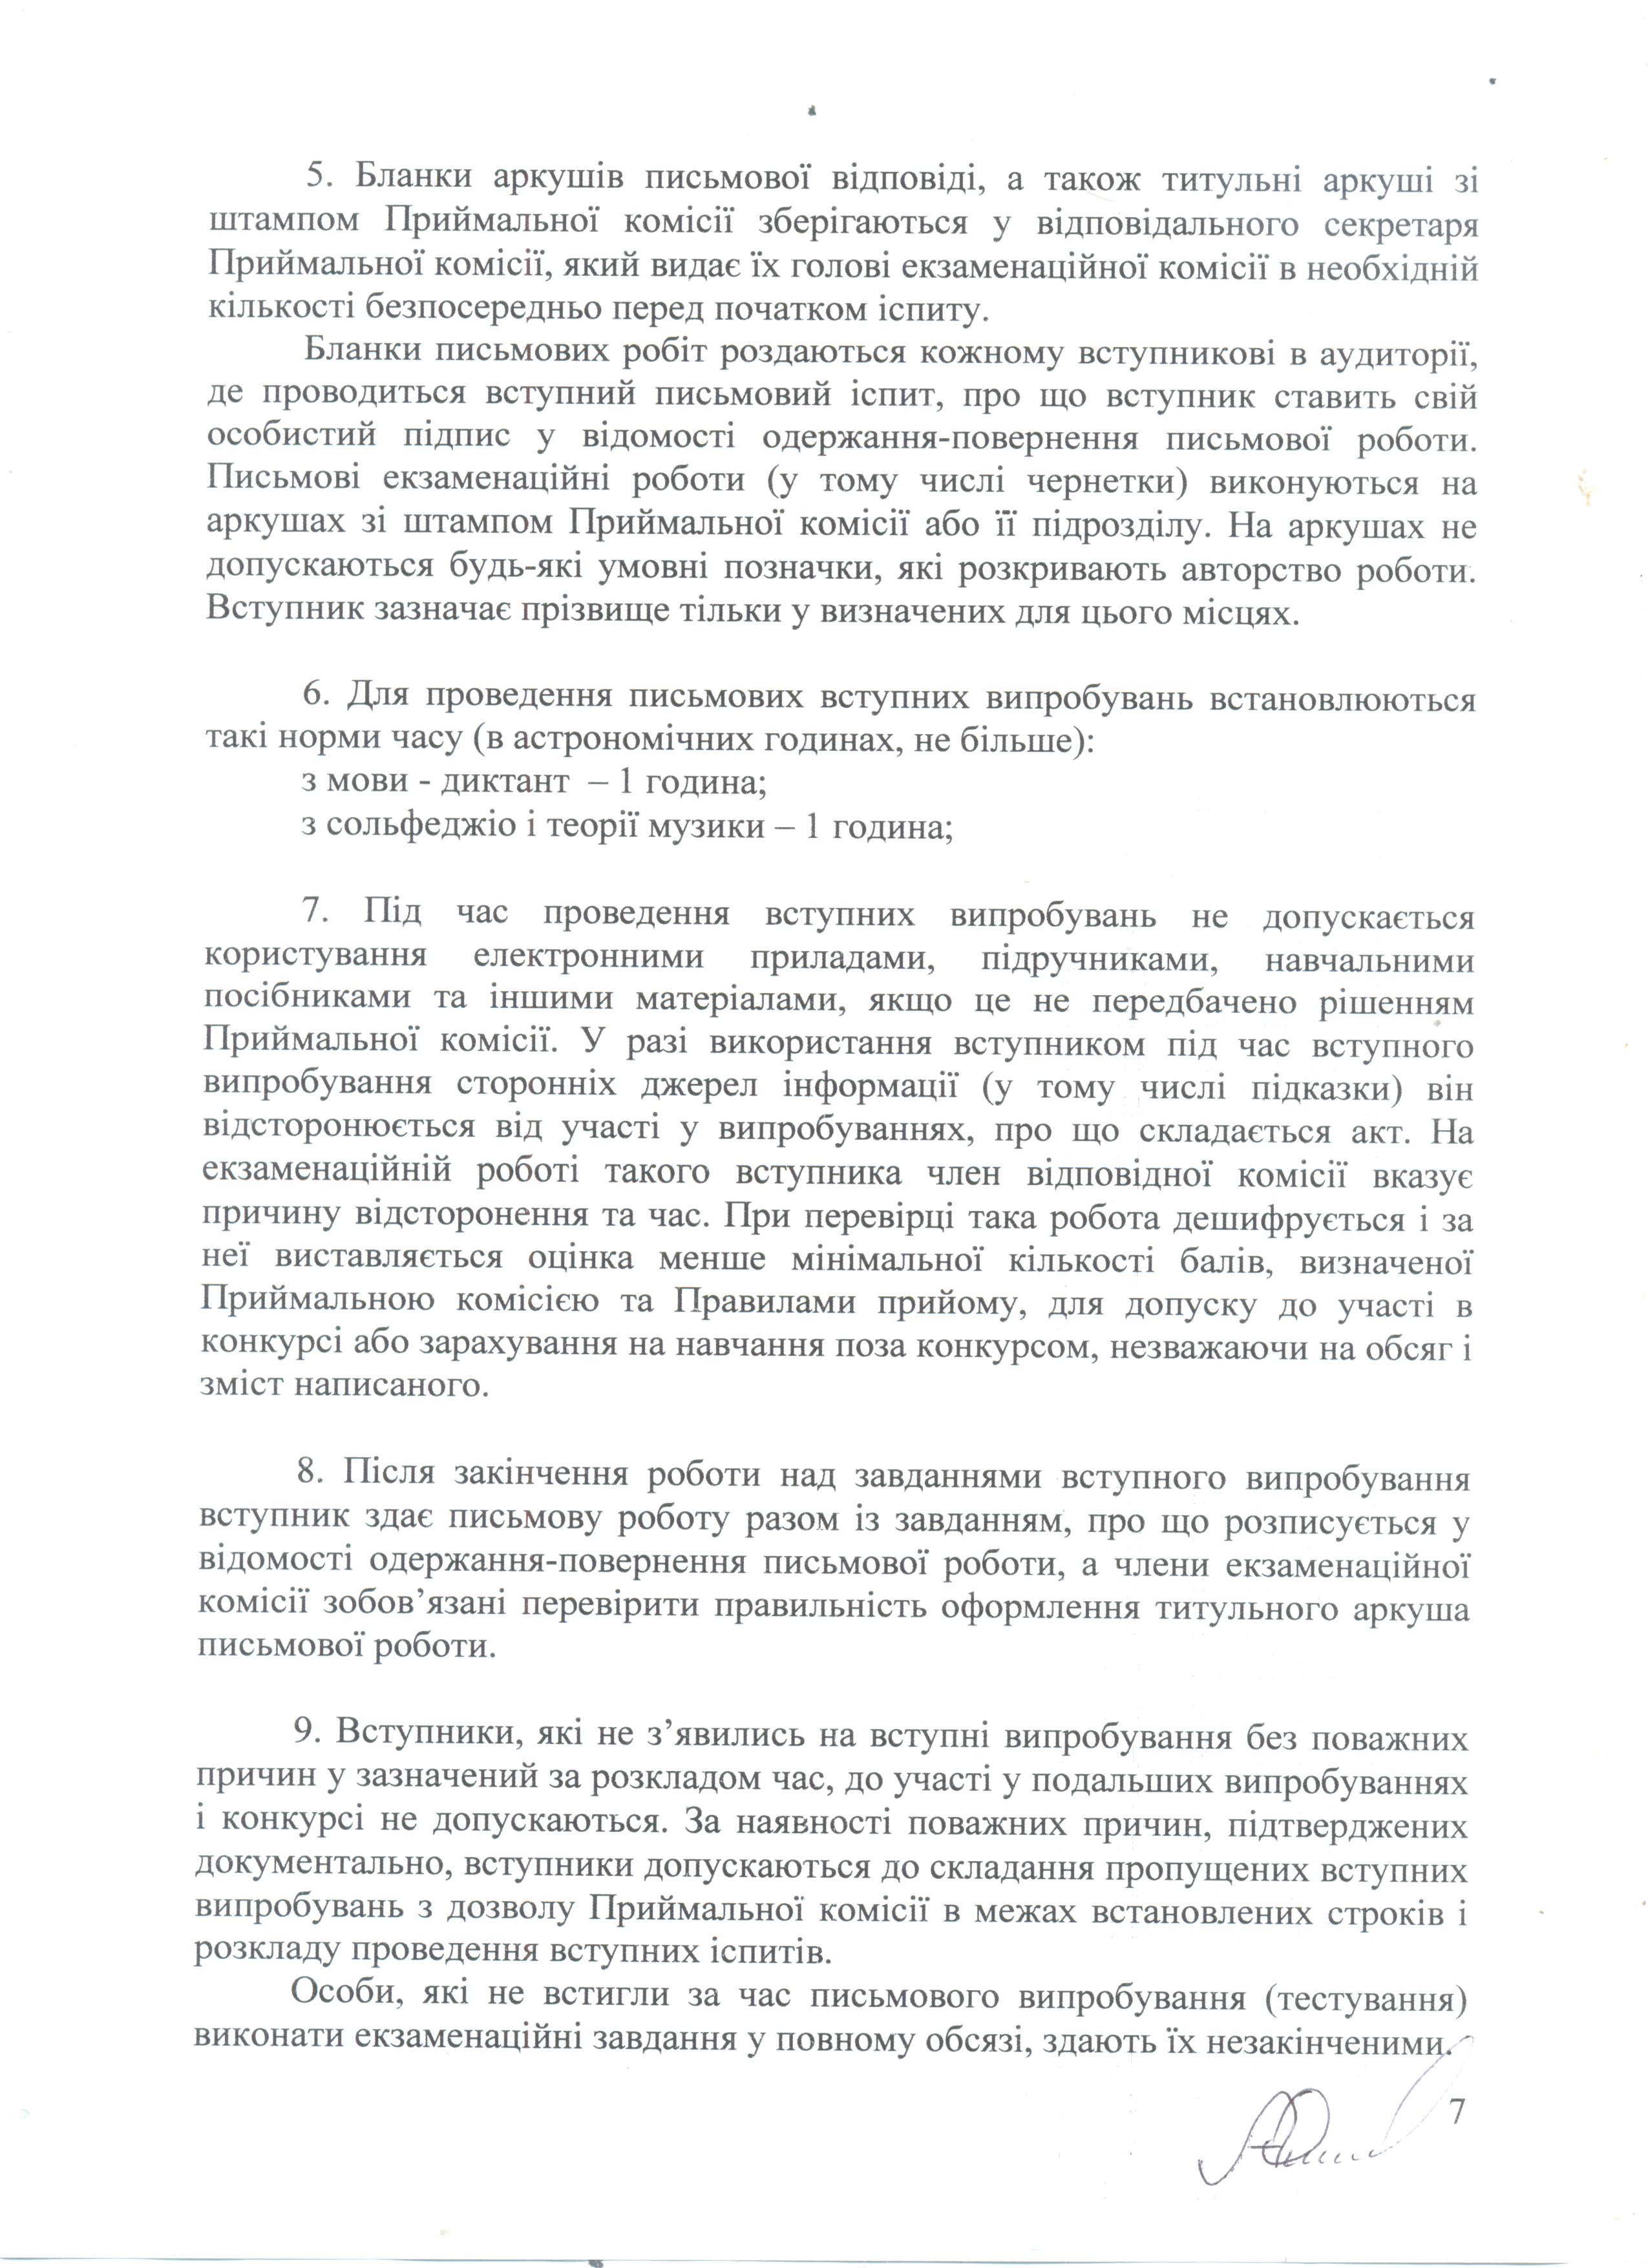 5. Бланки аркушів письмової відповіді, а також титульні аркуші зі
штампом Приймальної комісії зберігаються у відповідального секретаря
Приймальної комісії, який видає їх голові екзаменаційної комісії в необхідній
кількості безпосередньо перед початком іспиту.
Бланки письмових робіт роздаються кожному вступникові в аудиторії,
де проводиться вступний письмовий іспит, про що вступник ставить свій
особистий підпис у відомості одержання-повернення письмової роботи.
Письмові екзаменаційні роботи (у тому числі чернетки) виконуються на
аркушах зі штампом Приймальної комісії або її підрозділу. На аркушах не
допускаються будь-які умовні позначки, які розкривають авторство роботи.
Вступник зазначає прізвище тільки у визначених для цього місцях.
6. Для проведення письмових вступних випробувань встановлюються
такі норми часу (в астрономічних годинах, не більше):
з мови - диктант – 1 година;
з сольфеджіо і теорії музики – 1 година;
7. Під час проведення вступних випробувань не допускається
користування електронними приладами, підручниками, навчальними
посібниками та іншими матеріалами, якщо це не передбачено рішенням
Приймальної комісії. У разі використання вступником під час вступного
випробування сторонніх джерел інформації (у тому числі підказки) він
відсторонюється від участі у випробуваннях, про що складається акт. На
екзаменаційній роботі такого вступника член відповідної комісії вказує
причину відсторонення та час. При перевірці така робота дешифрується і за
неї виставляється оцінка менше мінімальної кількості балів, визначеної
Приймальною комісією та Правилами прийому, для допуску до участі в
конкурсі або зарахування на навчання поза конкурсом, незважаючи на обсяг і
зміст написаного.
8. Після закінчення роботи над завданнями вступного випробування
вступник здає письмову роботу разом із завданням, про що розписується у
відомості одержання-повернення письмової роботи, а члени екзаменаційної
комісії зобов’язані перевірити правильність оформлення титульного аркуша
письмової роботи.
9. Вступники, які не з’явились на вступні випробування без поважних
причин у зазначений за розкладом час, до участі у подальших випробуваннях
і конкурсі не допускаються. За наявності поважних причин, підтверджених
документально, вступники допускаються до складання пропущених вступних
випробувань з дозволу Приймальної комісії в межах встановлених строків і
розкладу проведення вступних іспитів.
Особи, які не встигли за час письмового випробування (тестування)
виконати екзаменаційні завдання у повному обсязі, здають їх незакінченими.
7